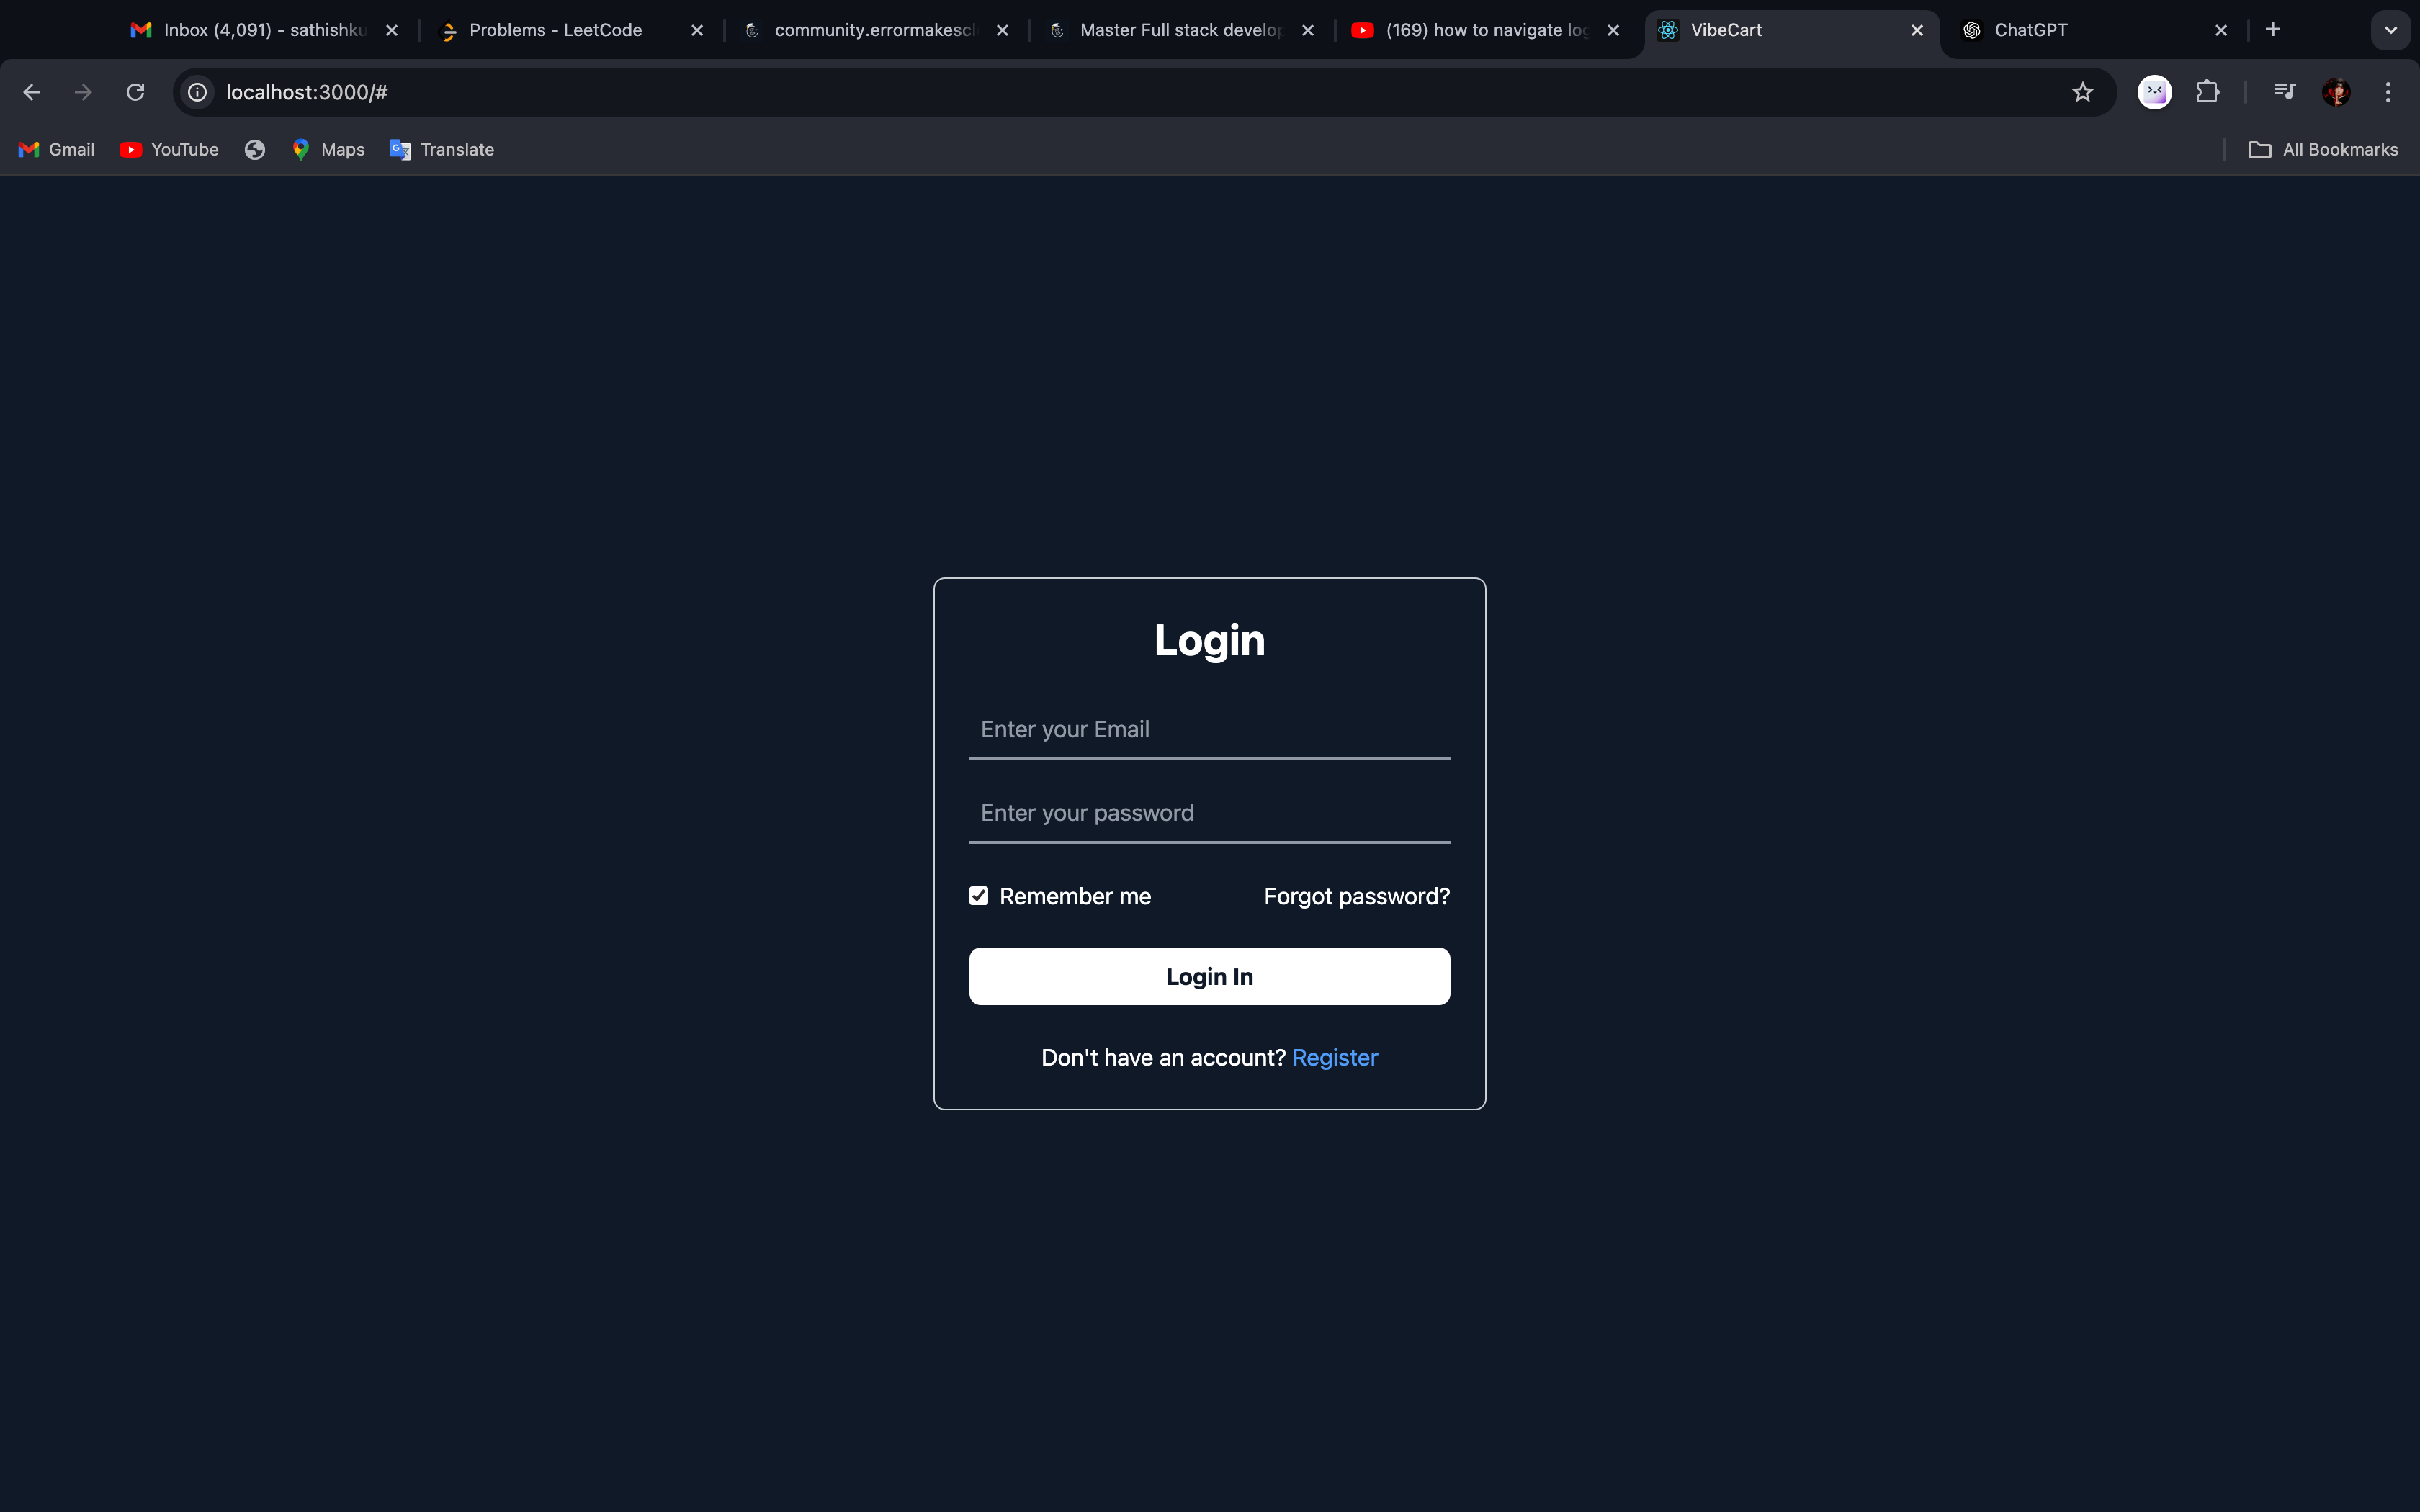 Inbox (4,091) - sathishku
Problems - LeetCode
community.errormakescl
Master Full stack develop
(169) how to navigate log
VibeCart
ChatGPT
localhost:3000/#
Gmail
YouTube
Maps
Translate
All Bookmarks
Login
Enter your Email
Enter your password
Remember me
Forgot password?
Login In
Don't have an account? Register